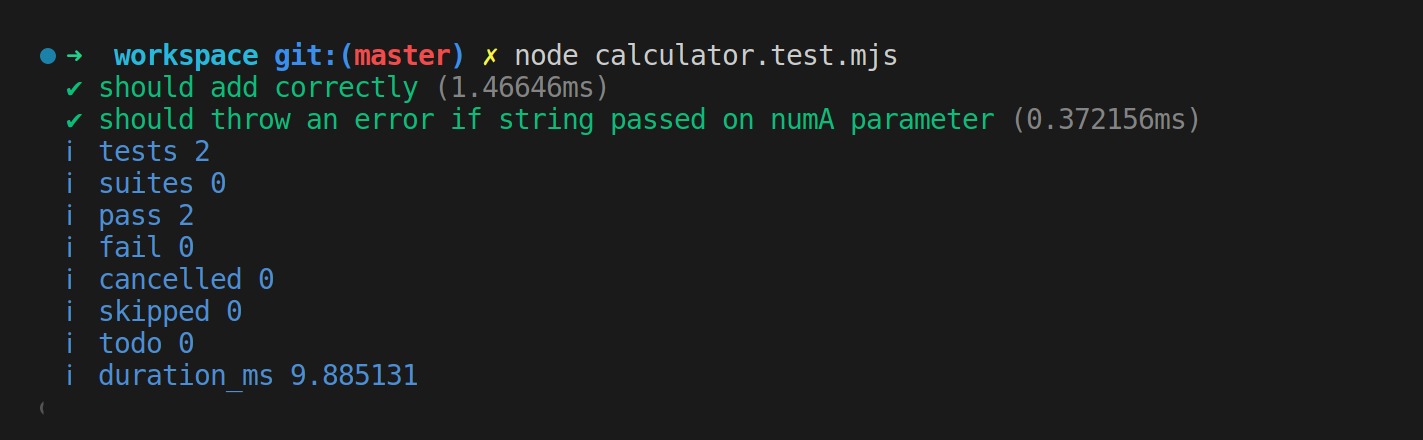 ➜  workspace git:(master) ✗ node calculator.test.mjs
✔ should add correctly (1.46646ms)
✔ should throw an error if string passed on numA parameter (0.372156ms)
ℹ tests 2
ℹ suites 0
ℹ pass 2
ℹ fail 0
ℹ cancelled 0
ℹ skipped 0
ℹ todo 0
ℹ duration_ms 9.885131